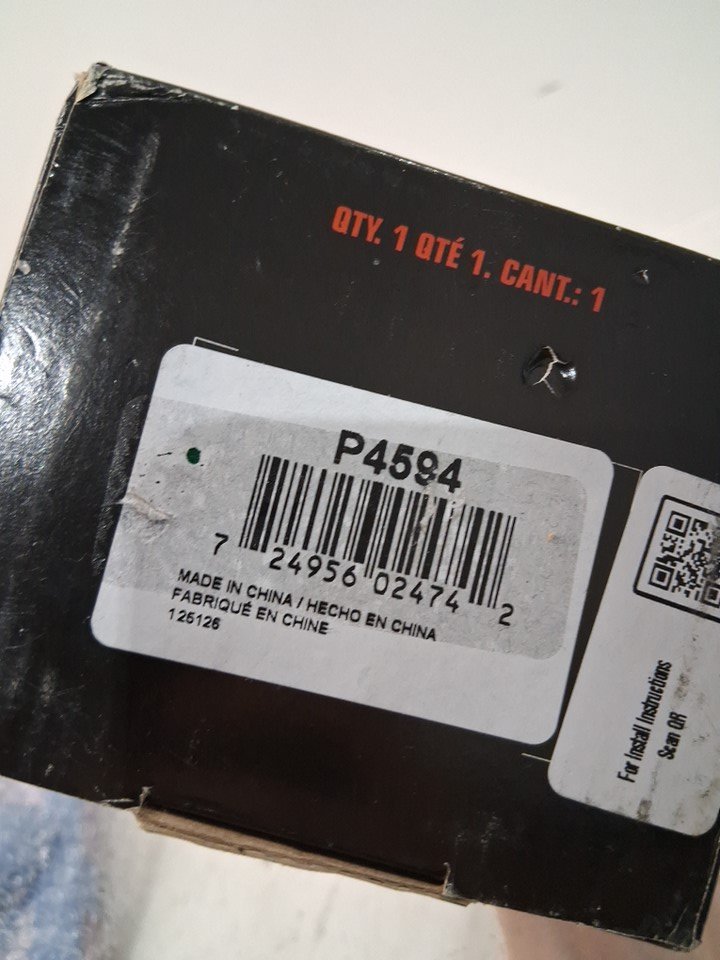 QTY. 1 QTÉ 1. CANT.: 1
P4594
7 24956 02474 2
MADE IN CHINA / HECHO EN CHINA
FABRIQUÉ EN CHINE
125126
For Install Instructions
Scan QR